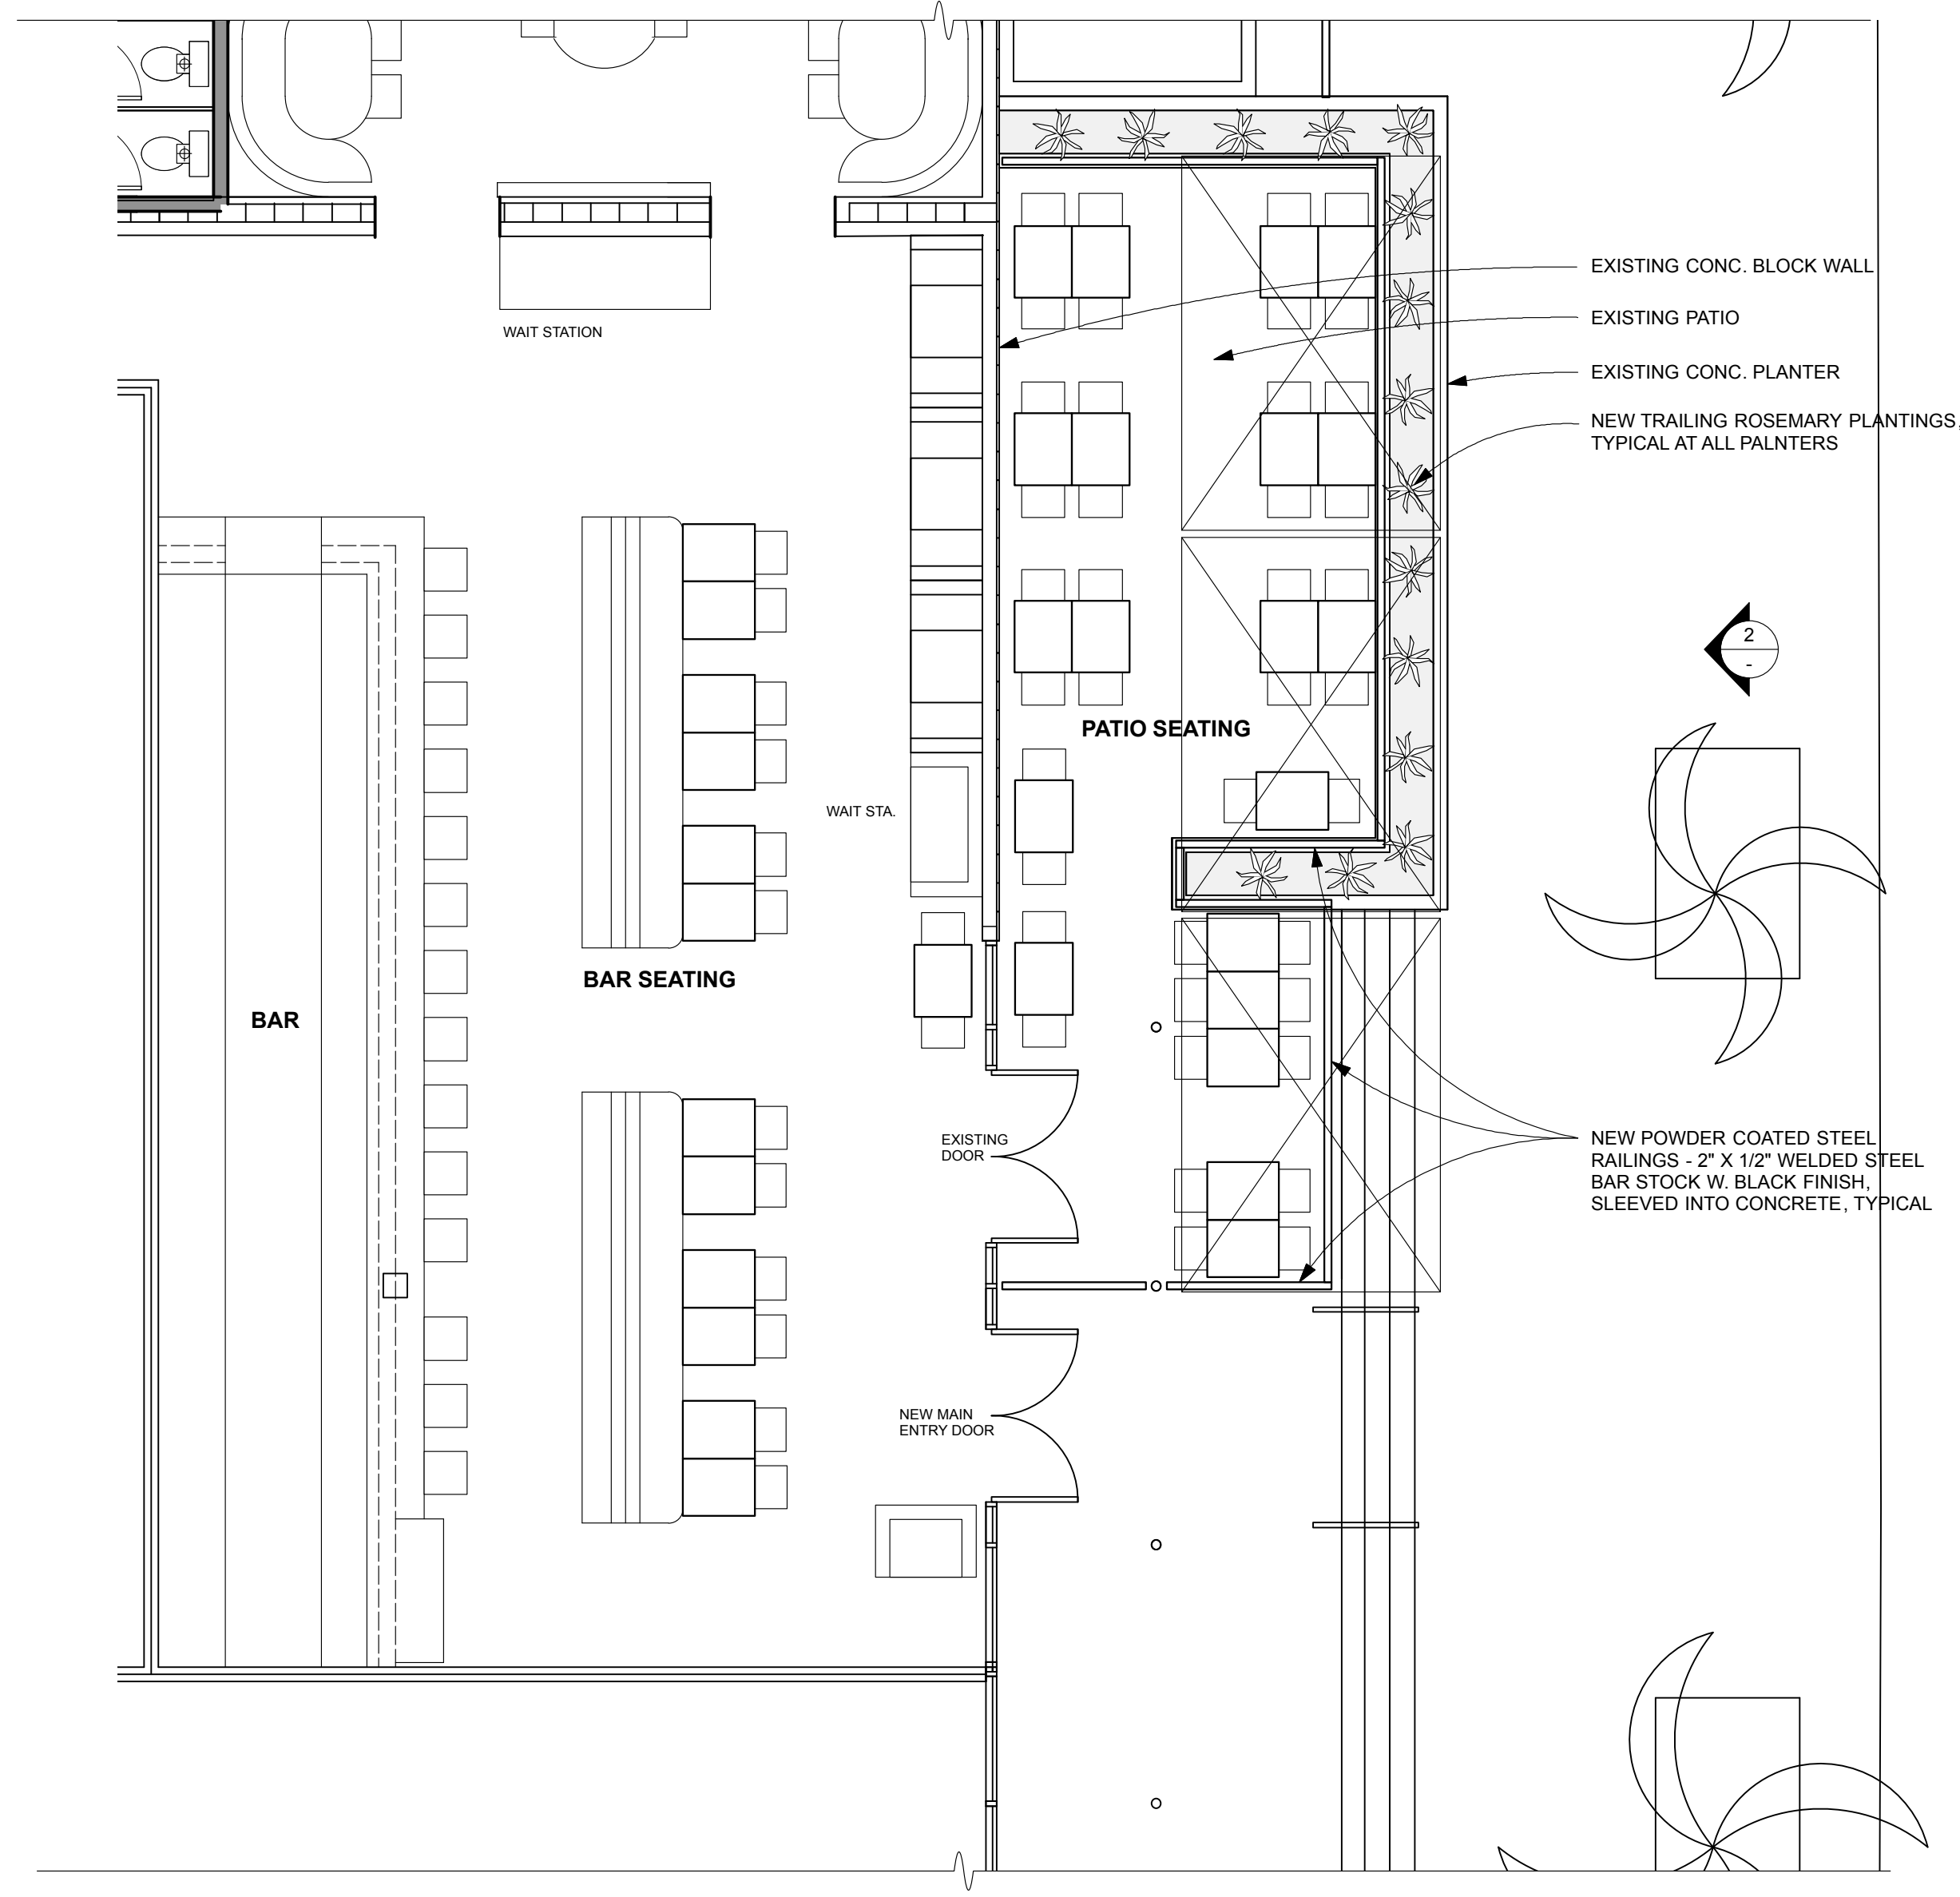 WAIT STATION
EXISTING CONC. BLOCK WALL
EXISTING PATIO
EXISTING CONC. PLANTER
NEW TRAILING ROSEMARY PLANTINGS,
TYPICAL AT ALL PALNTERS
2
-
PATIO SEATING
WAIT STA.
BAR SEATING
BAR
EXISTING
DOOR
NEW POWDER COATED STEEL
RAILINGS - 2" X 1/2" WELDED STEEL
BAR STOCK W. BLACK FINISH,
SLEEVED INTO CONCRETE, TYPICAL
NEW MAIN
ENTRY DOOR